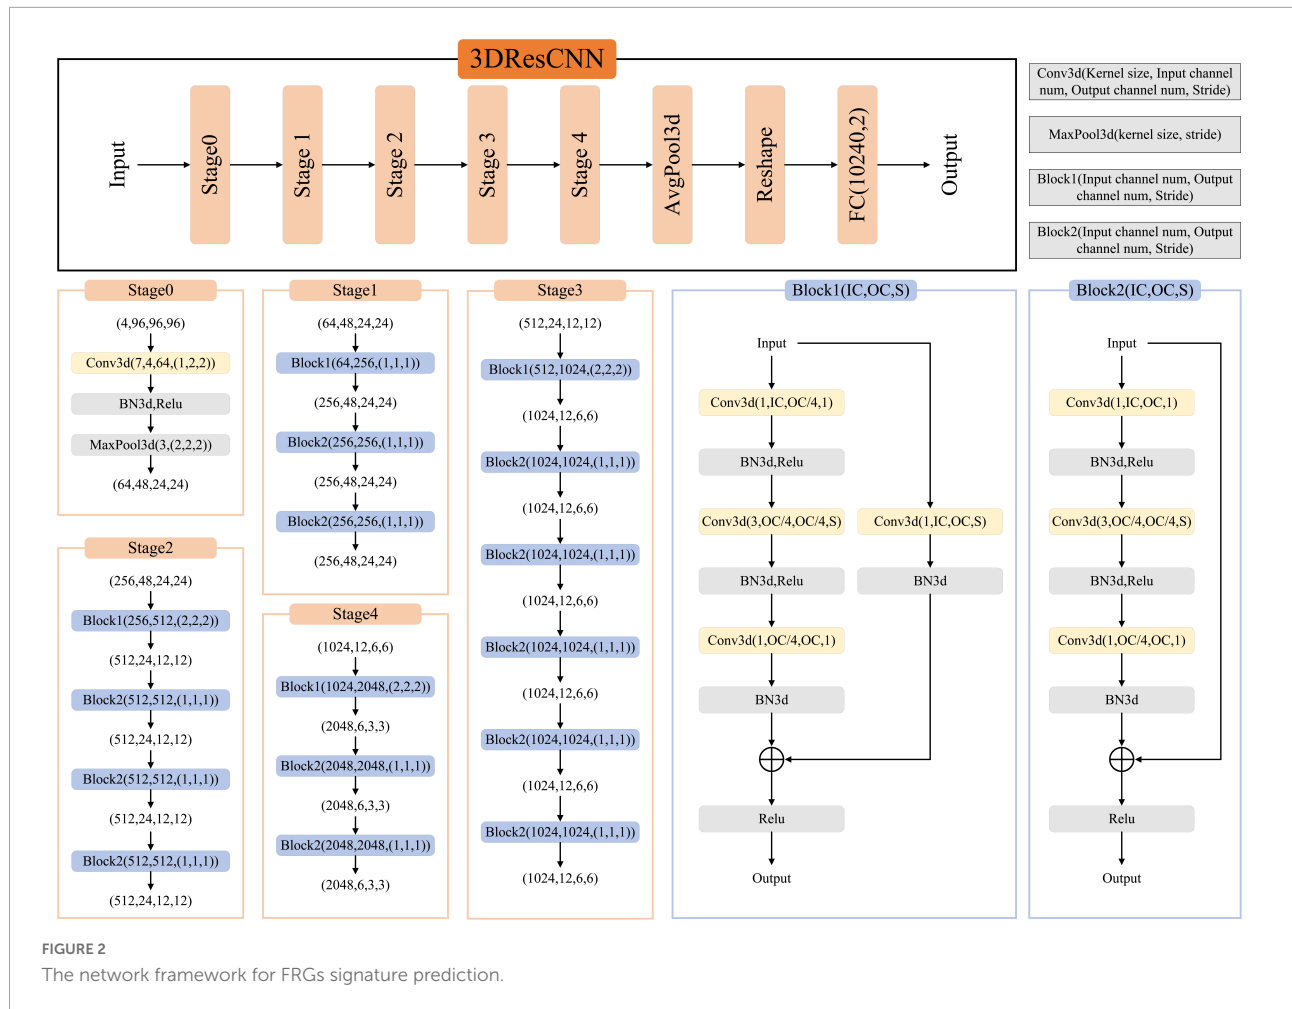 3DResCNN
Input
Stage0
Stage 1
Stage 2
Stage 3
Stage 4
AvgPool3d
Reshape
FC(10240,2)
Output
Conv3d(Kernel size, Input channel
num, Output channel num, Stride)
MaxPool3d(kernel size, stride)
Block1(Input channel num, Output
channel num, Stride)
Block2(Input channel num, Output
channel num, Stride)
Stage0
(4,96,96,96)
Conv3d(7,4,64,(1,2,2))
BN3d,Relu
MaxPool3d(3,(2,2,2))
(64,48,24,24)
Stage2
(256,48,24,24)
Block1(256,512,(2,2,2))
(512,24,12,12)
Block2(512,512,(1,1,1))
(512,24,12,12)
Block2(512,512,(1,1,1))
(512,24,12,12)
Block2(512,512,(1,1,1))
(512,24,12,12)
Stage1
(64,48,24,24)
Block1(64,256,(1,1,1))
(256,48,24,24)
Block2(256,256,(1,1,1))
(256,48,24,24)
Block2(256,256,(1,1,1))
(256,48,24,24)
Stage4
(1024,12,6,6)
Block1(1024,2048,(2,2,2))
(2048,6,3,3)
Block2(2048,2048,(1,1,1))
(2048,6,3,3)
Block2(2048,2048,(1,1,1))
(2048,6,3,3)
Stage3
(512,24,12,12)
Block1(512,1024,(2,2,2))
(1024,12,6,6)
Block2(1024,1024,(1,1,1))
(1024,12,6,6)
Block2(1024,1024,(1,1,1))
(1024,12,6,6)
Block2(1024,1024,(1,1,1))
(1024,12,6,6)
Block2(1024,1024,(1,1,1))
(1024,12,6,6)
Block2(1024,1024,(1,1,1))
(1024,12,6,6)
Block1(IC,OC,S)
Input
Conv3d(1,IC,OC/4,1)
BN3d,Relu
Conv3d(3,OC/4,OC/4,S)
BN3d,Relu
Conv3d(1,OC/4,OC,1)
BN3d
Conv3d(1,IC,OC,S)
BN3d
Relu
Output
Block2(IC,OC,S)
Input
Conv3d(1,IC,OC,1)
BN3d,Relu
Conv3d(3,OC/4,OC/4,S)
BN3d,Relu
Conv3d(1,OC/4,OC,1)
BN3d
Relu
Output
FIGURE 2
The network framework for FRGs signature prediction.